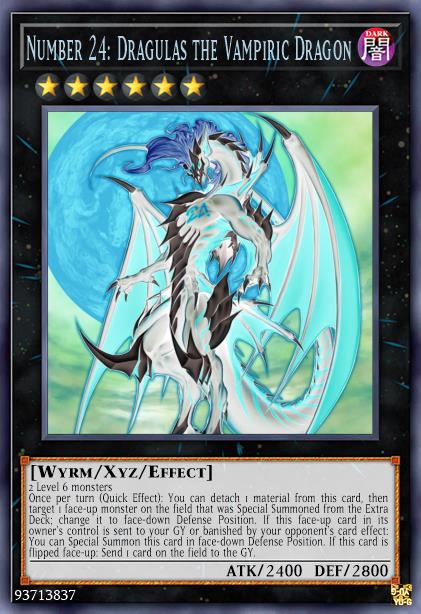 Number 24: Dragulas the Vampiric Dragon
DARK
闇
24
[Wyrm/Xyz/Effect]
2 Level 6 monsters
Once per turn (Quick Effect): You can detach 1 material from this card, then
target 1 face-up monster on the field that was Special Summoned from the Extra
Deck; change it to face-down Defense Position. If this face-up card in its
owner's control is sent to your GY or banished by your opponent's card effect:
You can Special Summon this card in face-down Defense Position. If this card is
flipped face-up: Send 1 card on the field to the GY.
ATK/2400 DEF/2800
93713837